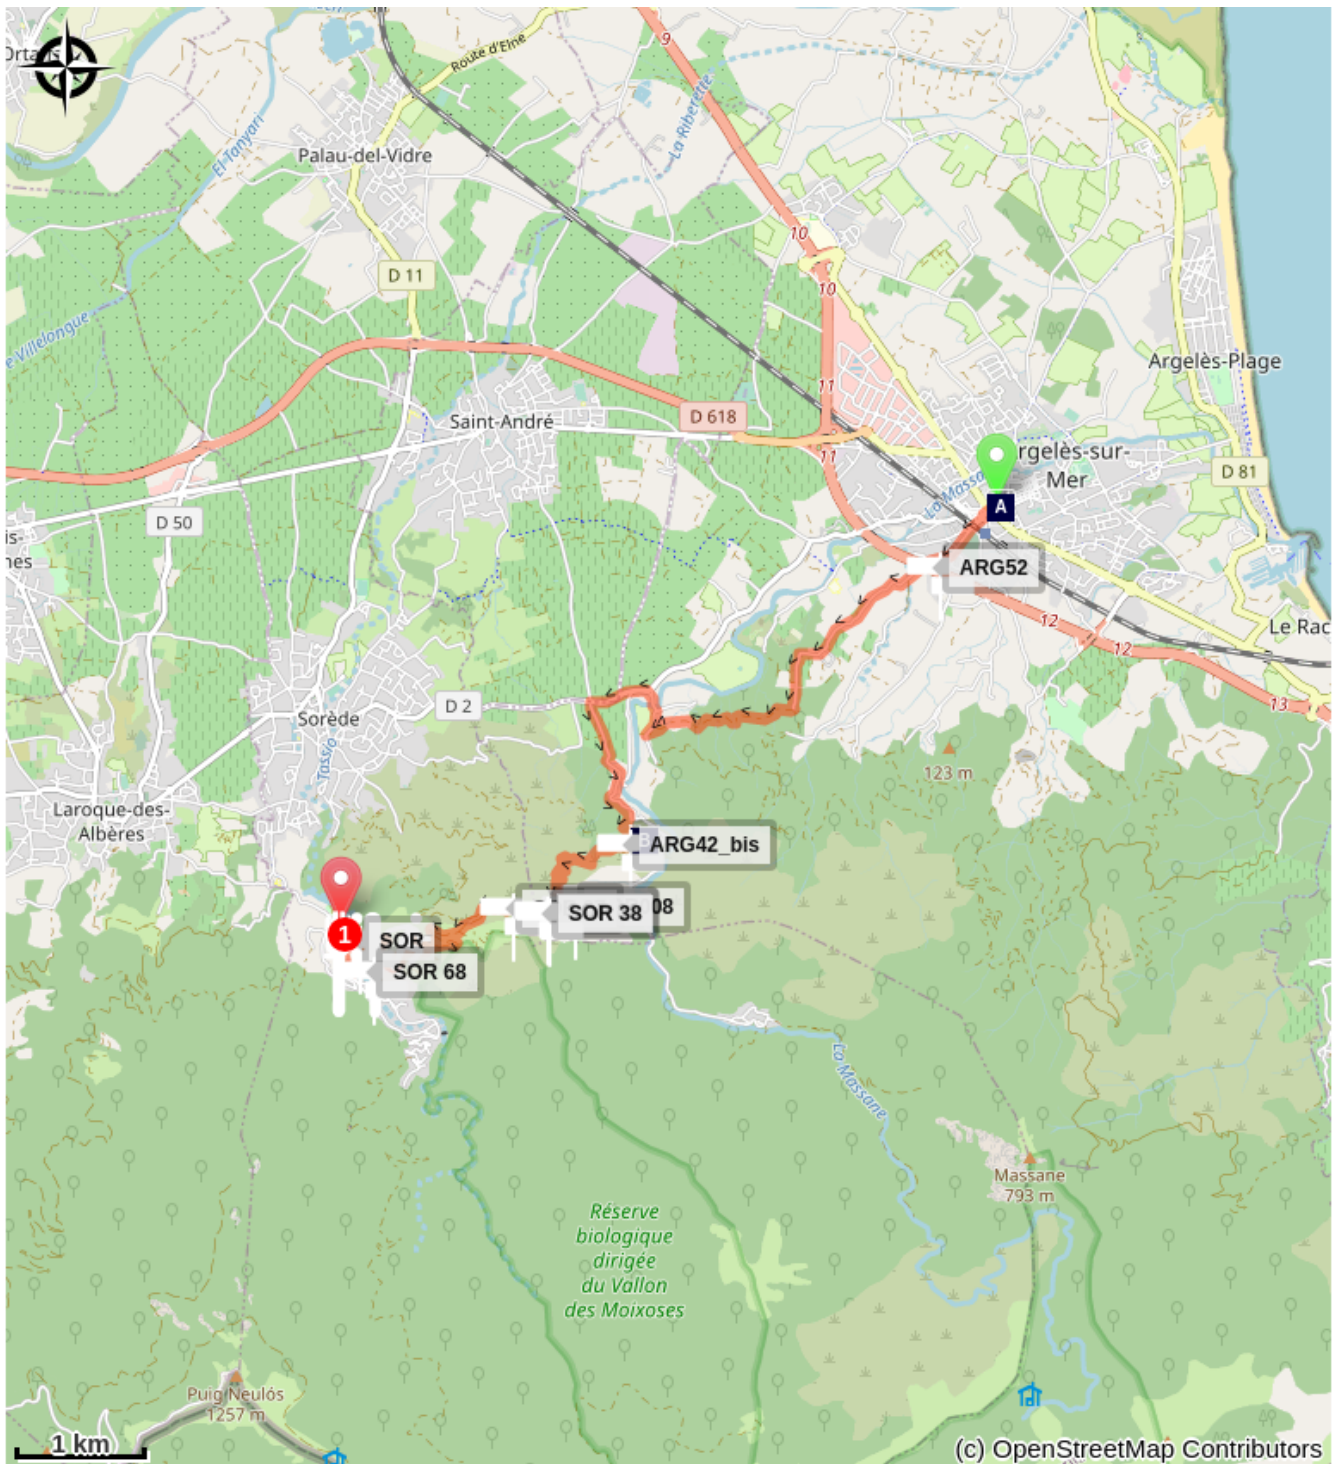 9
Route d'Elne
La Riberette
El Tanyari
Palau-del-Vidre
10
D 11
10
e Villelongue
Argelès-Plage
11
Saint-André
D 618
11
rgelès-sur-
Mer
D 81
La Massa
A
D 50
is-
nes
ARG52
12
Le Rac
12
D 2
13
Sorède
Tassio
123 m
Laroque-des-
Albères
ARG42_bis
SOR 38
08
1
SOR
SOR 68
La Massane
Massane
793 m
Réserve
biologique
dirigée
du Vallon
des Moixoses
Puig Neulós
1257 m
1 km
(c) OpenStreetMap Contributors